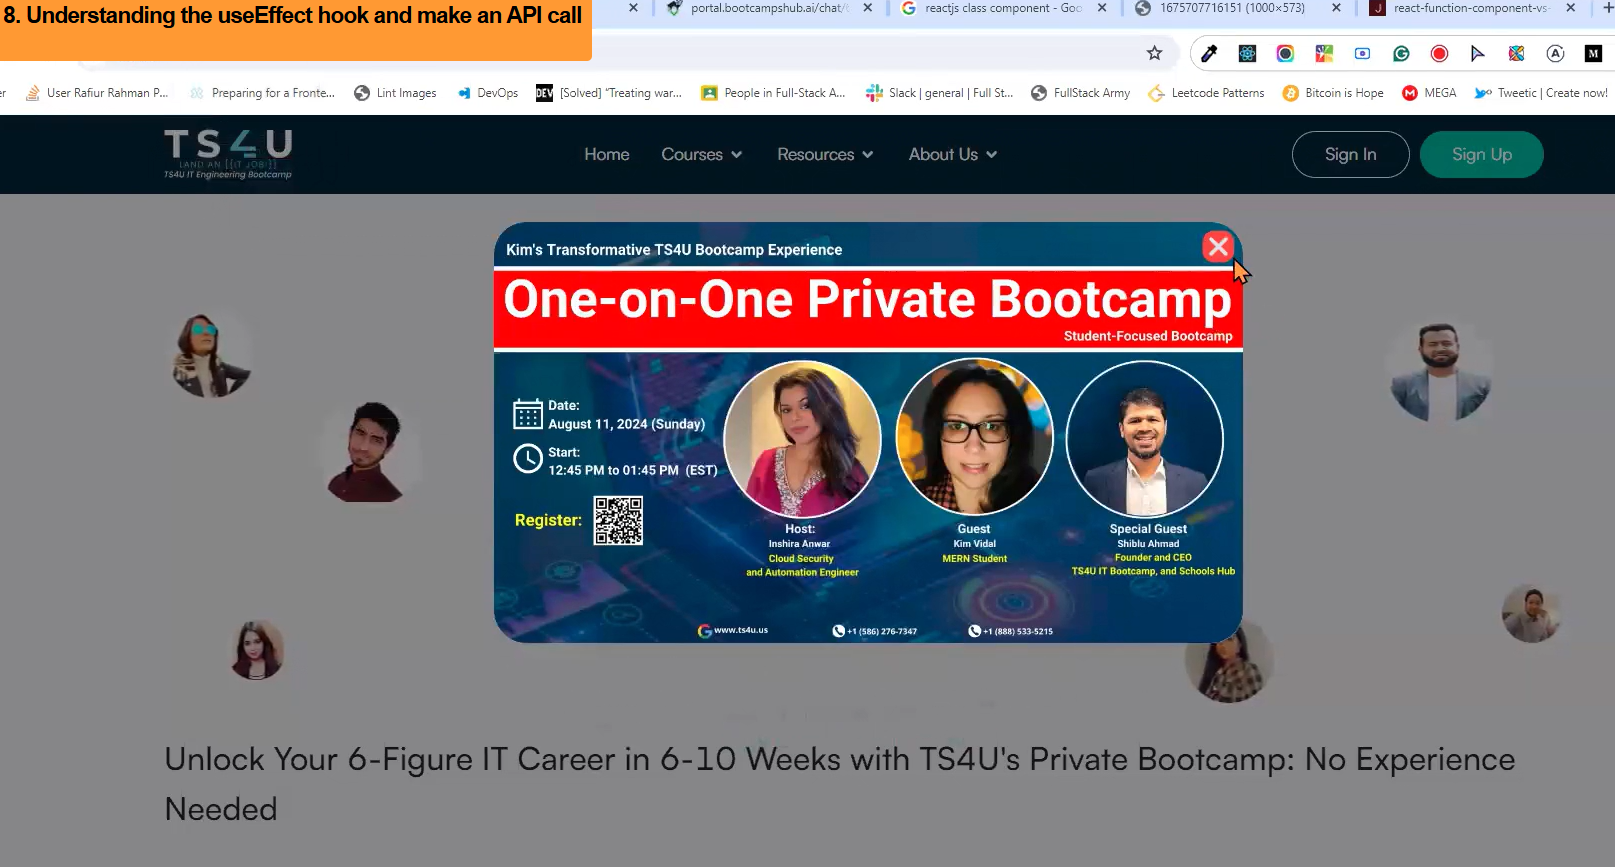 8. Understanding the useEffect hook and make an API call
portal.bootcampshub.ai/chat/
reactjs class component - Goo
1675707716151 (1000×573)
react-function-component-vs-
er
User Rafiur Rahman P...
Preparing for a Fronte...
Lint Images
DevOps
DEV
[Solved] “Treating war...
People in Full-Stack A...
Slack | general | Full St...
FullStack Army
Leetcode Patterns
Bitcoin is Hope
MEGA
Tweetic | Create now!
TS4U
LAND AN [{IT JOB!}]
TS4U IT Engineering Bootcamp
Home
Courses
Resources
About Us
Sign In
Sign Up
Kim's Transformative TS4U Bootcamp Experience
One-on-One Private Bootcamp
Student-Focused Bootcamp
Date:
August 11, 2024 (Sunday)
Start:
12:45 PM to 01:45 PM (EST)
Register:
Host:
Inshira Anwar
Cloud Security
and Automation Engineer
Guest
Kim Vidal
MERN Student
Special Guest
Shiblu Ahmad
Founder and CEO
TS4U IT Bootcamp, and Schools Hub
www.ts4u.us
+1 (586) 276-7347
+1 (888) 533-5215
Unlock Your 6-Figure IT Career in 6-10 Weeks with TS4U's Private Bootcamp: No Experience
Needed